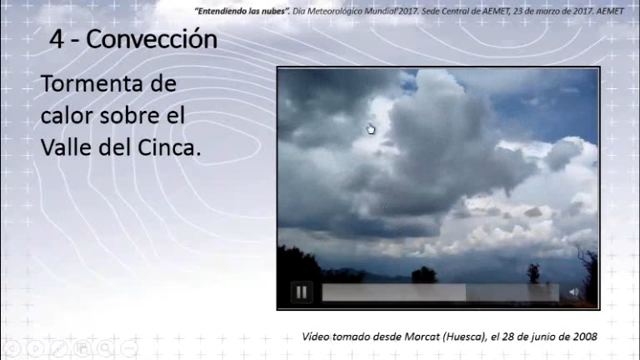 "Entendiendo las nubes". Día Meteorológico Mundial'2017. Sede Central de AEMET, 23 de marzo de 2017. AEMET
4 - Convección
Tormenta de
calor sobre el
Valle del Cinca.
Vídeo tomado desde Morcat (Huesca), el 28 de junio de 2008